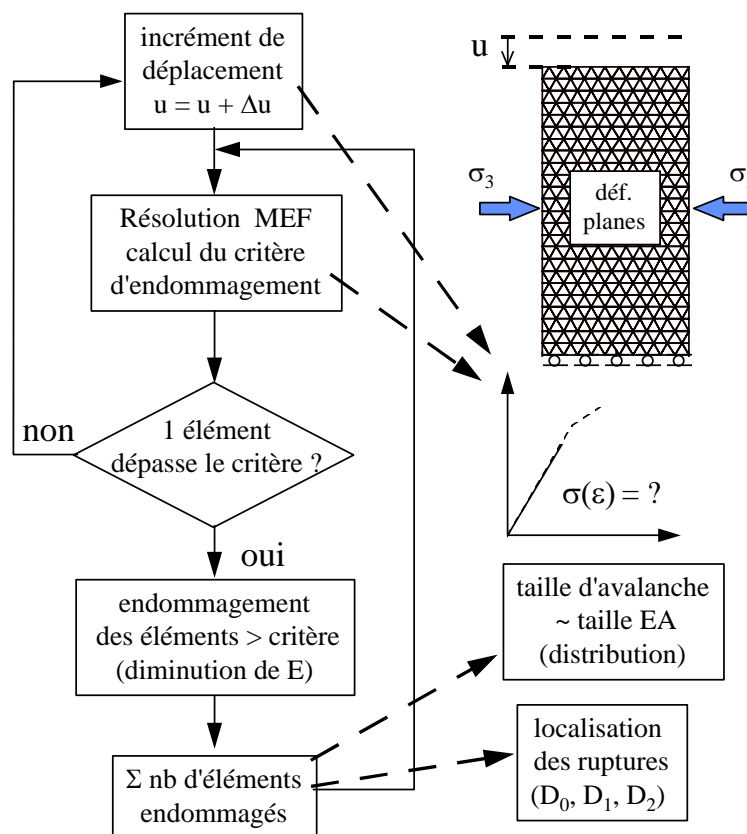 incrément de
déplacement
u = u + Δu
Résolution MEF
calcul du critère
d'endommagement
non
1 élément
dépasse le critère ?
oui
endommagement
des éléments > critère
(diminution de E)
Σ nb d'éléments
endommagés
u
σ3
déf.
planes
σ
σ(ε) = ?
taille d'avalanche
~ taille EA
(distribution)
localisation
des ruptures
(D0, D1, D2)